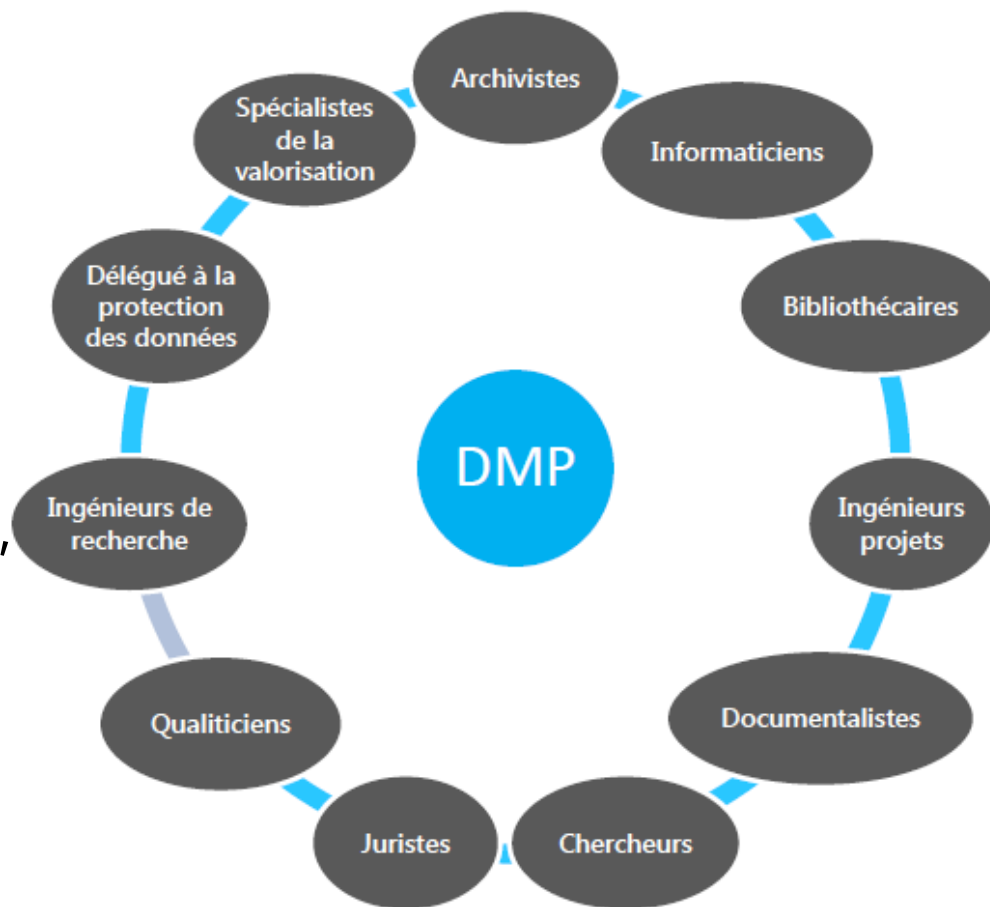 Archivistes
Informaticiens
Bibliothécaires
Ingénieurs
projets
Documentalistes
Chercheurs
Juristes
Qualiticiens
Ingénieurs de
recherche
,
Délégué à la
protection
des données
Spécialistes
de la
valorisation
DMP